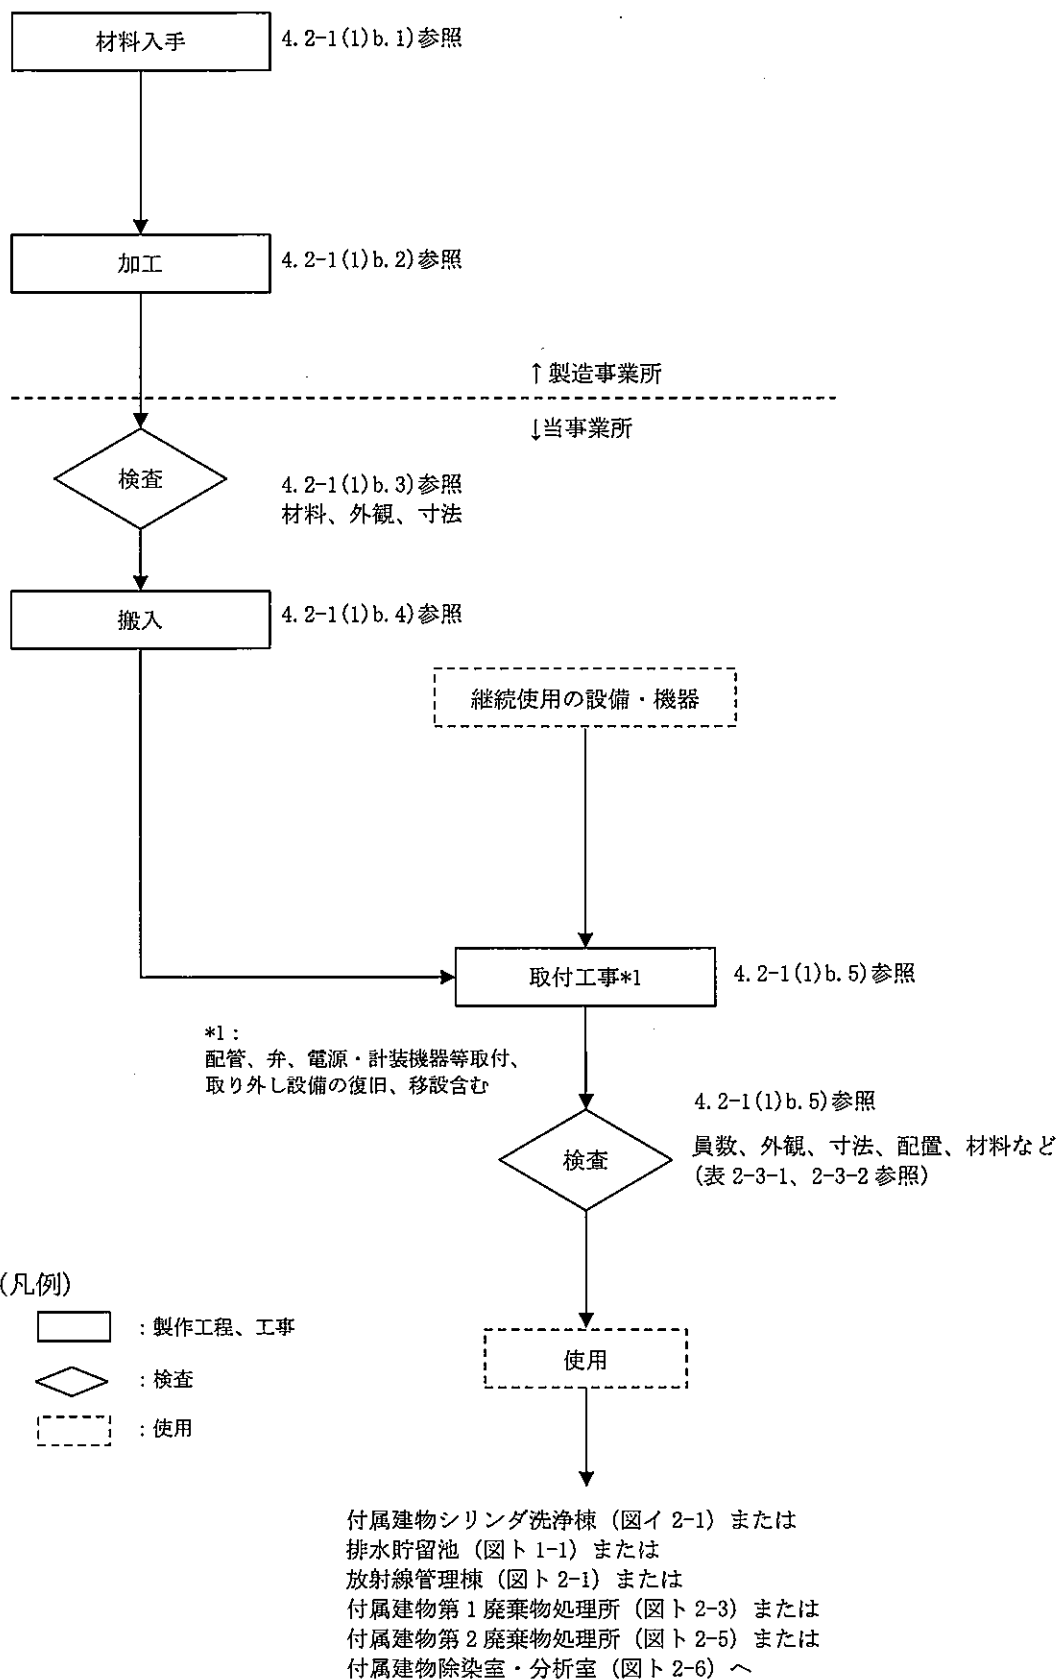 材料入手
4.2-1(1)b.1)参照
加工
4.2-1(1)b.2)参照
↑製造事業所
↓当事業所
検査
4.2-1(1)b.3)参照
材料、外観、寸法
搬入
4.2-1(1)b.4)参照
継続使用の設備・機器
取付工事*1
4.2-1(1)b.5)参照
*1:
配管、弁、電源・計装機器等取付、
取り外し設備の復旧、移設含む
4.2-1(1)b.5)参照
検査
員数、外観、寸法、配置、材料など
(表 2-3-1、2-3-2 参照)
(凡例)
:製作工程、工事
:検査
:使用
使用
付属建物シリンダ洗浄棟(図イ 2-1)または
排水貯留池(図ト 1-1)または
放射線管理棟(図ト 2-1)または
付属建物第 1 廃棄物処理所(図ト 2-3)または
付属建物第 2 廃棄物処理所(図ト 2-5)または
付属建物除染室・分析室(図ト 2-6)へ